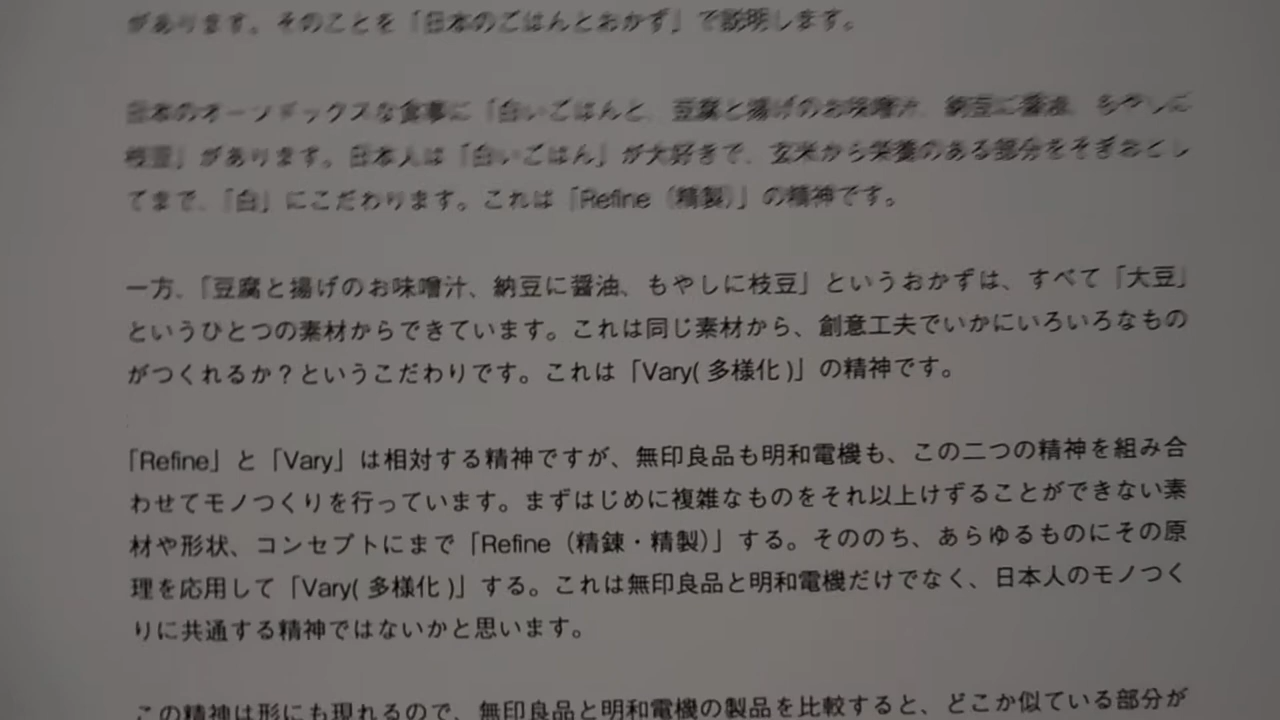 があります。そのことを「日本のごはんとおかず」で説明します。
日本のオーソドックスな食事に「白いごはんと、豆腐と揚げのお味噌汁、納豆に醤油、もやしに
枝豆」があります。日本人は「白いごはん」が大好きで、玄米から栄養のある部分をそぎおとし
てまで、「白」にこだわります。これは「Refine（精製）」の精神です。
一方、「豆腐と揚げのお味噌汁、納豆に醤油、もやしに枝豆」というおかずは、すべて「大豆」
というひとつの素材からできています。これは同じ素材から、創意工夫でいかにいろいろなもの
がつくれるか？というこだわりです。これは「Vary( 多様化 )」の精神です。
「Refine」と「Vary」は相対する精神ですが、無印良品も明和電機も、この二つの精神を組み合
わせてモノつくりを行っています。まずはじめに複雑なものをそれ以上けずることができない素
材や形状、コンセプトにまで「Refine（精錬・精製）」する。そののち、あらゆるものにその原
理を応用して「Vary( 多様化 )」する。これは無印良品と明和電機だけでなく、日本人のモノつく
りに共通する精神ではないかと思います。
この精神は形にも現れるので、無印良品と明和電機の製品を比較すると、どこか似ている部分が